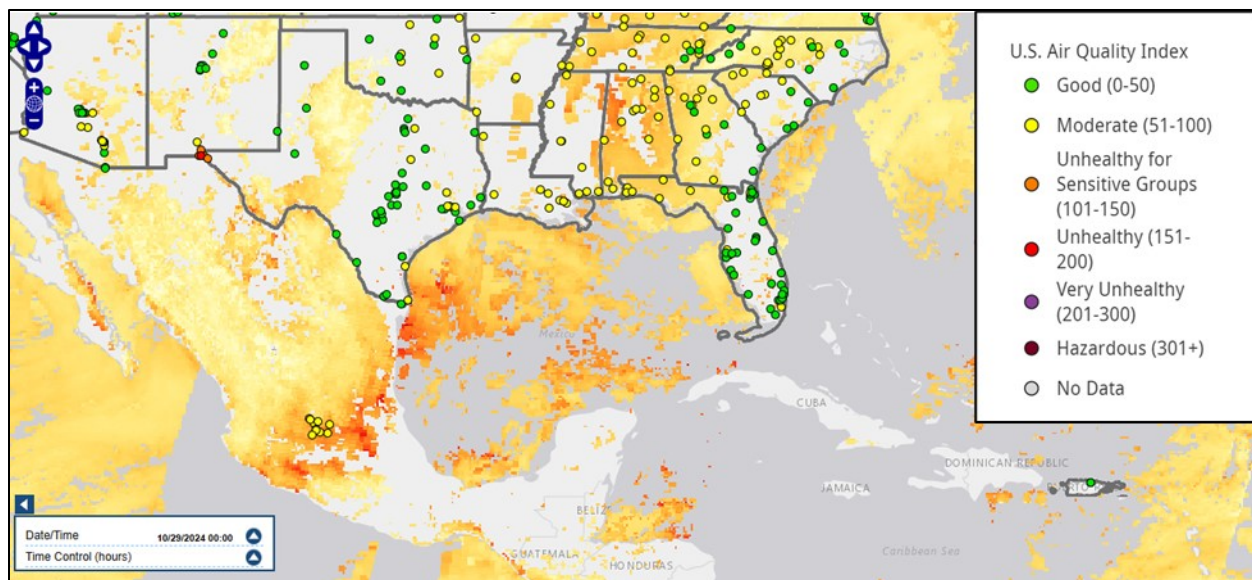 U.S. Air Quality Index
Good (0-50)
Moderate (51-100)
Unhealthy for
Sensitive Groups
(101-150)
Unhealthy (151-
200)
Very Unhealthy
(201-300)
Hazardous (301+)
No Data
Mexico
CUBA
DOMINICAN REPUBLIC
JAMAICA
GUATEMALA
HONDURAS
Caribbean Sea
Date/Time 10/29/2024 00:00
Time Control (hours)